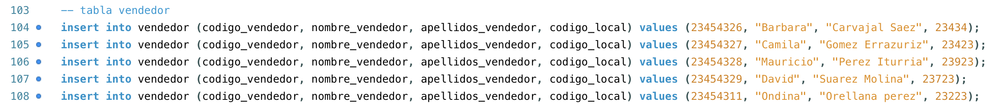 103 -- tabla vendedor
104 insert into vendedor (codigo_vendedor, nombre_vendedor, apellidos_vendedor, codigo_local) values (23454326, "Barbara", "Carvajal Saez", 23434);
105 insert into vendedor (codigo_vendedor, nombre_vendedor, apellidos_vendedor, codigo_local) values (23454327, "Camila", "Gomez Errazuriz", 23423);
106 insert into vendedor (codigo_vendedor, nombre_vendedor, apellidos_vendedor, codigo_local) values (23454328, "Mauricio", "Perez Iturria", 23923);
107 insert into vendedor (codigo_vendedor, nombre_vendedor, apellidos_vendedor, codigo_local) values (23454329, "David", "Suarez Molina", 23723);
108 insert into vendedor (codigo_vendedor, nombre_vendedor, apellidos_vendedor, codigo_local) values (23454311, "Ondina", "Orellana perez", 23223);